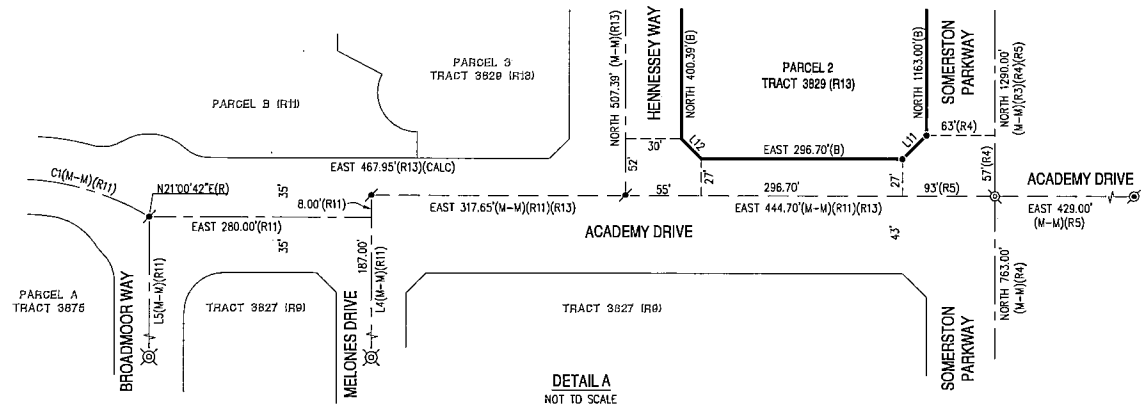 PARCEL 3
TRACT 3829 (R13)
PARCEL B (R11)
NORTH 507.39' (M-M)(R13)
HENNESSEY WAY
NORTH 400.39'(B)
PARCEL 2
TRACT 3829 (R13)
NORTH 1163.00'(B)
SOMERSTON
PARKWAY
NORTH 1290.00'
(M-M)(R3)(R4)(R5)
63'(R4)
L11
L12
30'
EAST 296.70'(B)
EAST 467.95'(R13)(CALC)
52'
27'
27'
57'(R4)
C1(M-M)(R11)
N21°00'42"E(R)
35'
8.00'(R11)
55'
296.70'
93'(R5)
ACADEMY DRIVE
EAST 317.65'(M-M)(R11)(R13)
EAST 444.70'(M-M)(R11)(R13)
EAST 429.00'
(M-M)(R5)
EAST 280.00'(R11)
35'
ACADEMY DRIVE
43'
187.00'
L4(M-M)(R11)
L5(M-M)(R11)
NORTH 763.00'
(M-M)(R4)
PARCEL A
TRACT 3875
BROADMOOR WAY
TRACT 3827 (R9)
MELONES DRIVE
TRACT 3827 (R9)
SOMERSTON
PARKWAY
DETAIL A
NOT TO SCALE